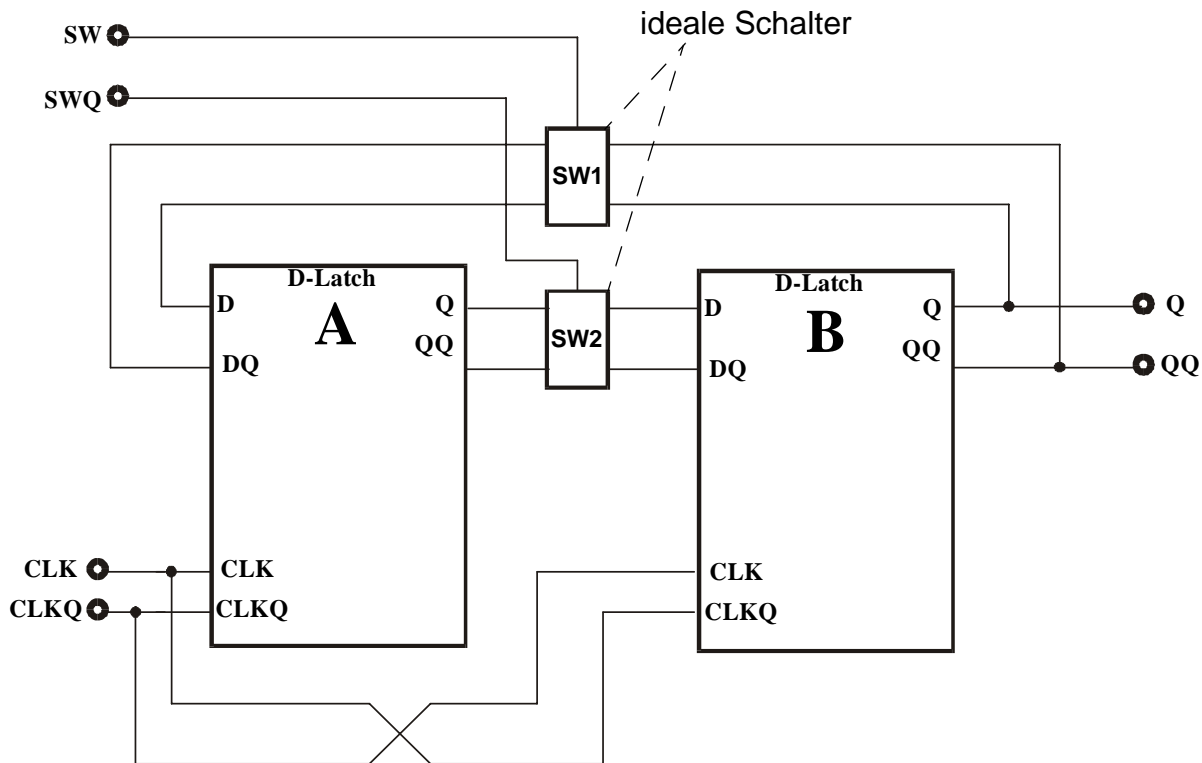 ideale Schalter
SW
SWQ
SW1
D-Latch
A
D
DQ
Q
QQ
CLK
CLKQ
SW2
D-Latch
B
D
DQ
Q
QQ
CLK
CLKQ
Q
QQ
CLK
CLKQ